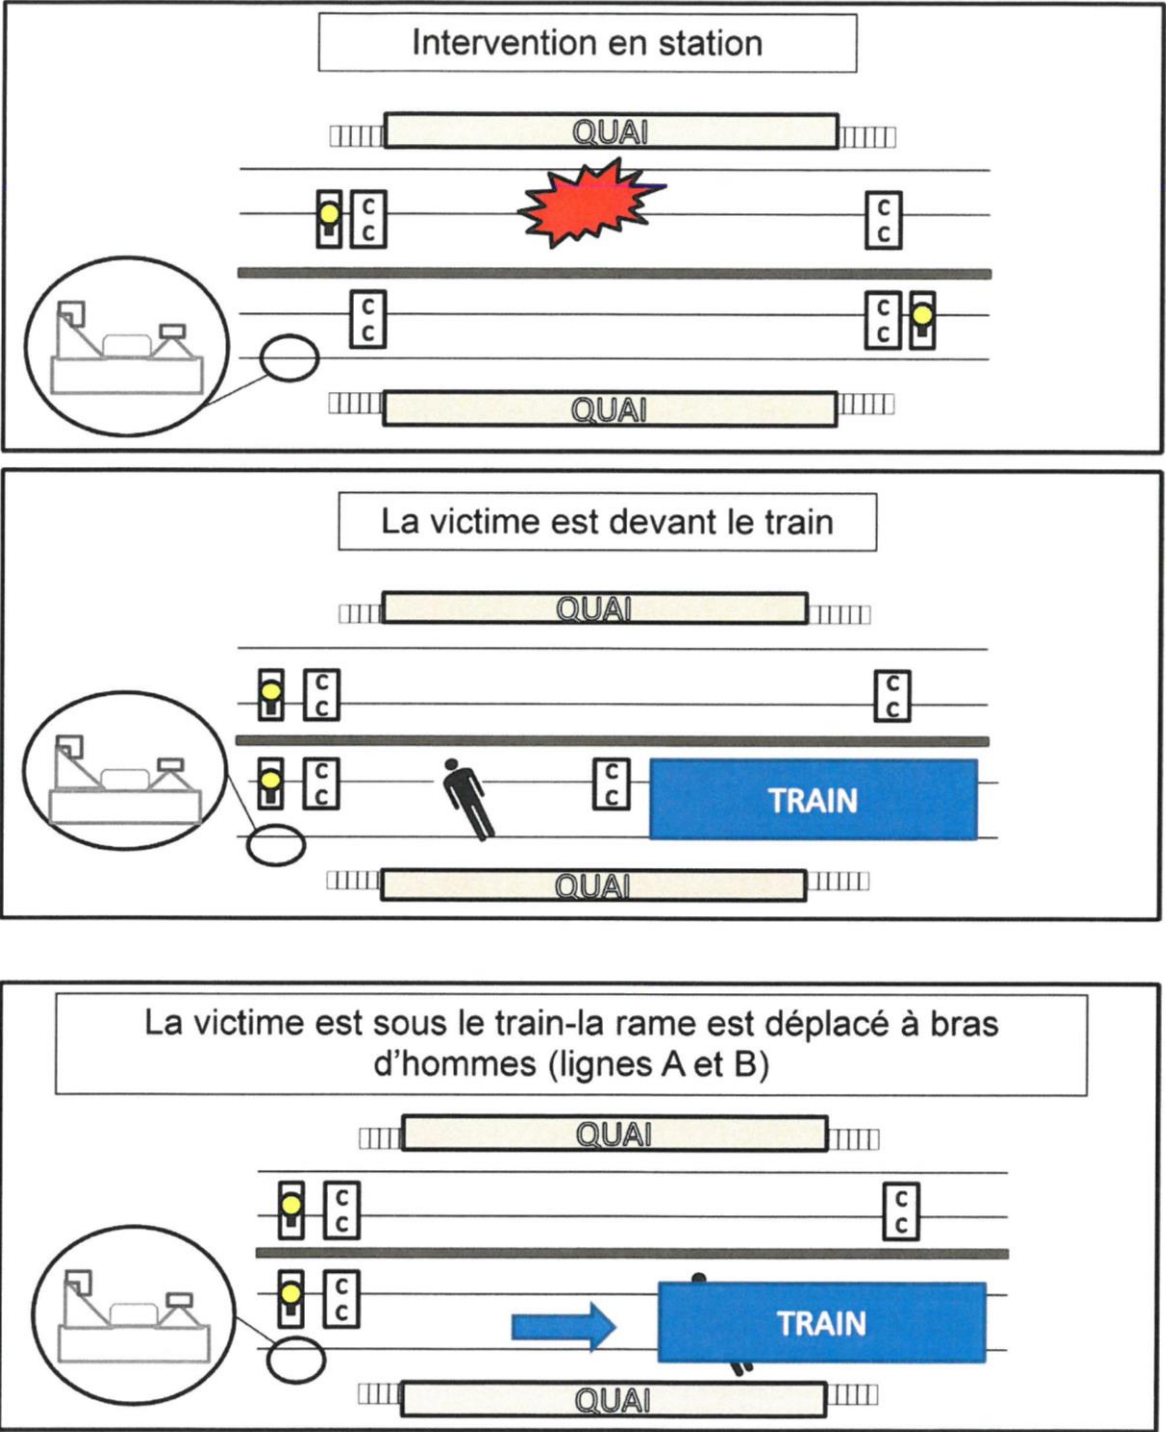 Intervention en station
QUAI
C
C
C
C
C
C
C
C
QUAI
La victime est devant le train
QUAI
C
C
C
C
C
C
C
C
TRAIN
QUAI
La victime est sous le train-la rame est déplacé à bras
d'hommes (lignes A et B)
QUAI
C
C
C
C
C
C
TRAIN
QUAI